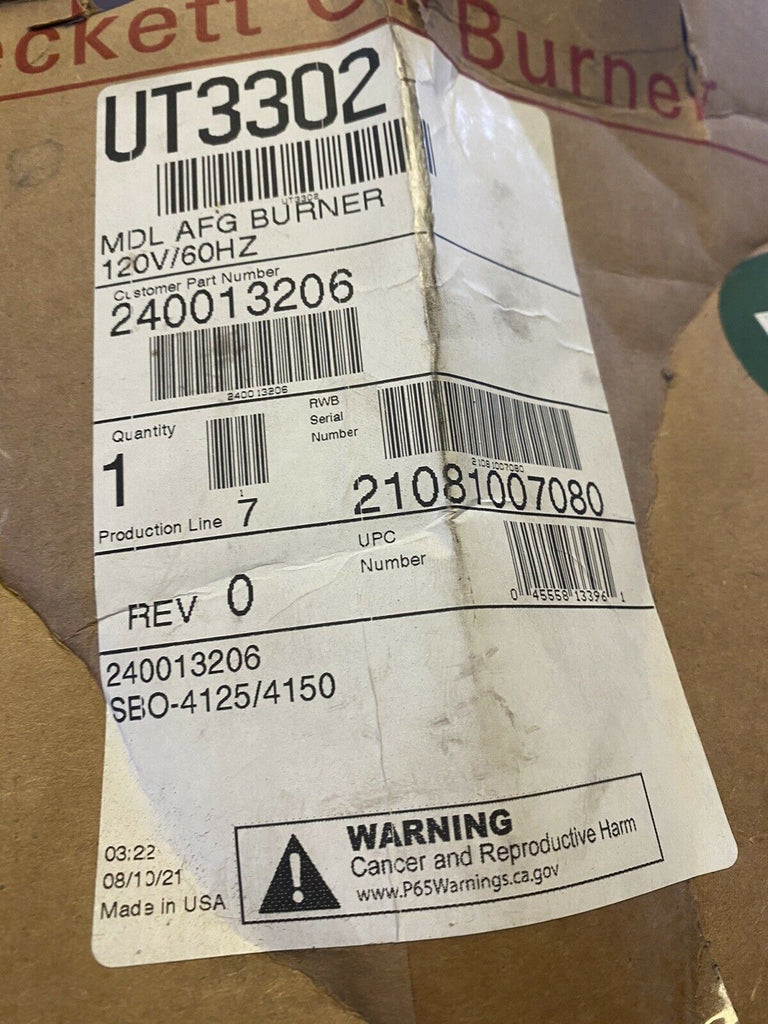 Burner
UT3302
UT3302
MDL AFG BURNER
120V/60HZ
Customer Part Number
240013206
240013206
Quantity
1
1
RWB
Serial
Number
21081007080
21081007080
Production Line 7
UPC
Number
0 45558 13396 1
REV 0
240013206
SBO-4125/4150
03:22
08/10/21
Made in USA
WARNING
Cancer and Reproductive Harm
www.P65Warnings.ca.gov